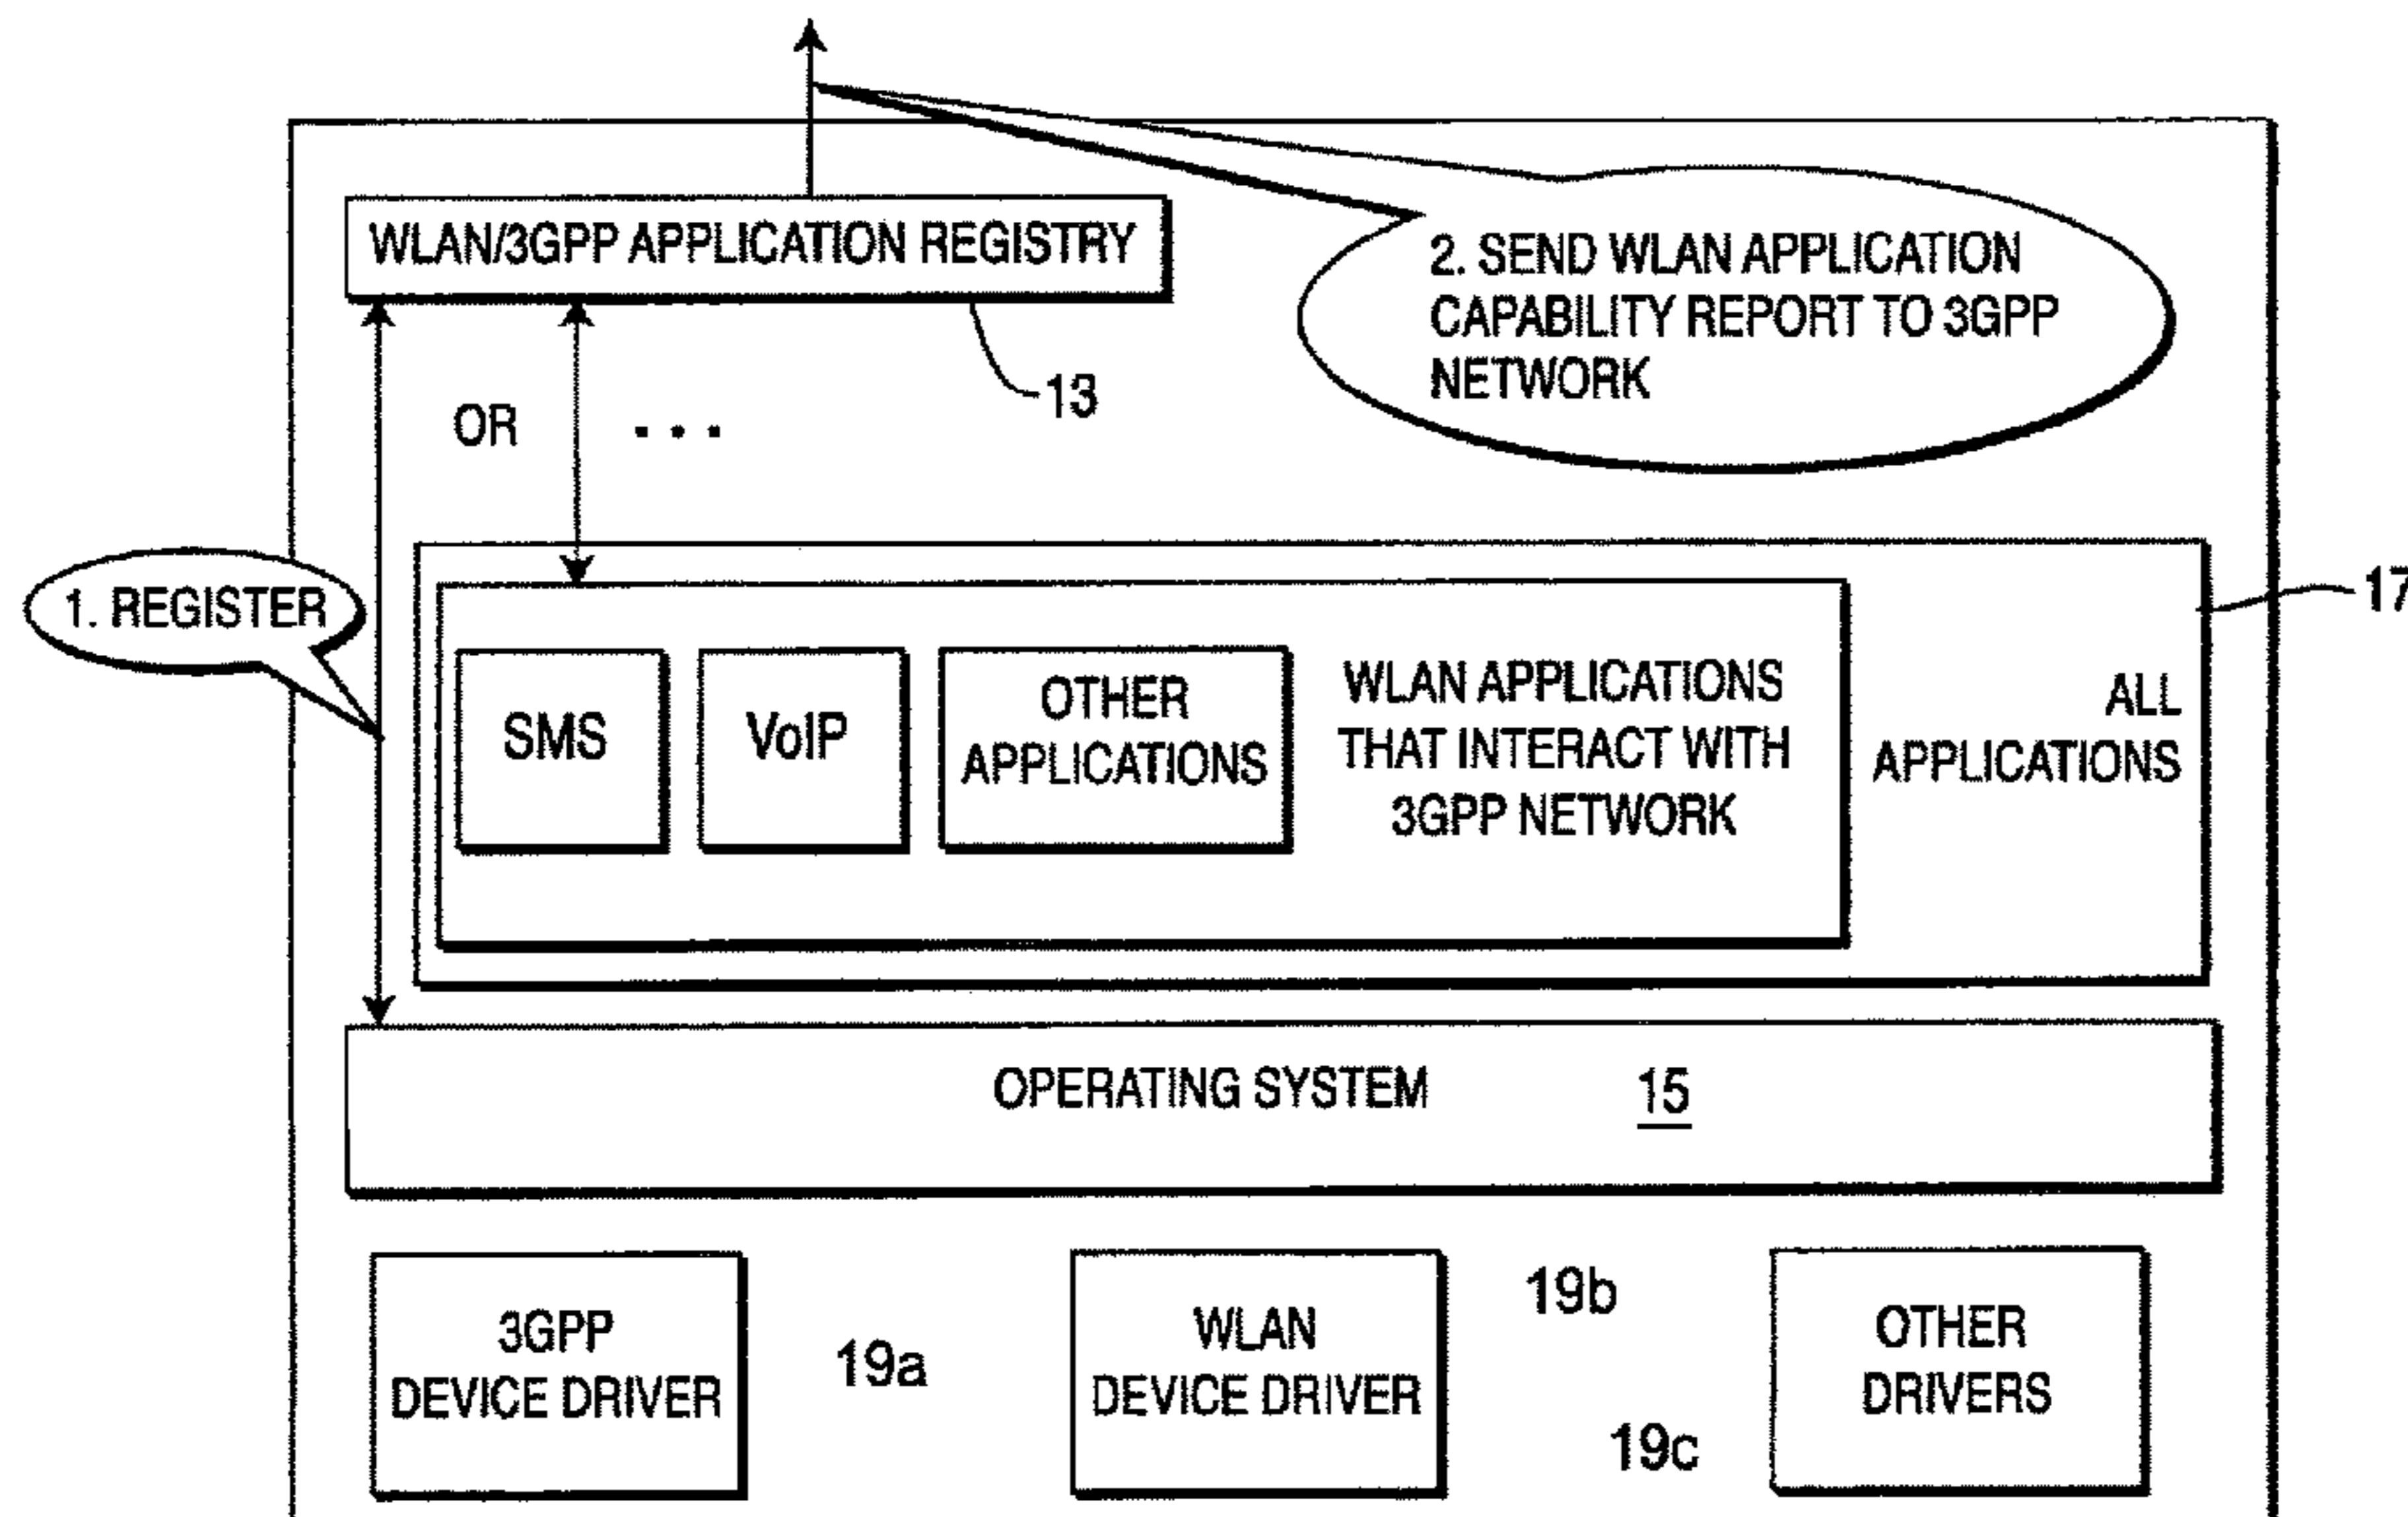 WLAN/3GPP APPLICATION REGISTRY
2. SEND WLAN APPLICATION
CAPABILITY REPORT TO 3GPP
NETWORK
13
OR
. . .
1. REGISTER
17
SMS
VoIP
OTHER
APPLICATIONS
WLAN APPLICATIONS
THAT INTERACT WITH
3GPP NETWORK
ALL
APPLICATIONS
OPERATING SYSTEM 15
3GPP
DEVICE DRIVER
19a
WLAN
DEVICE DRIVER
19b
19c
OTHER
DRIVERS